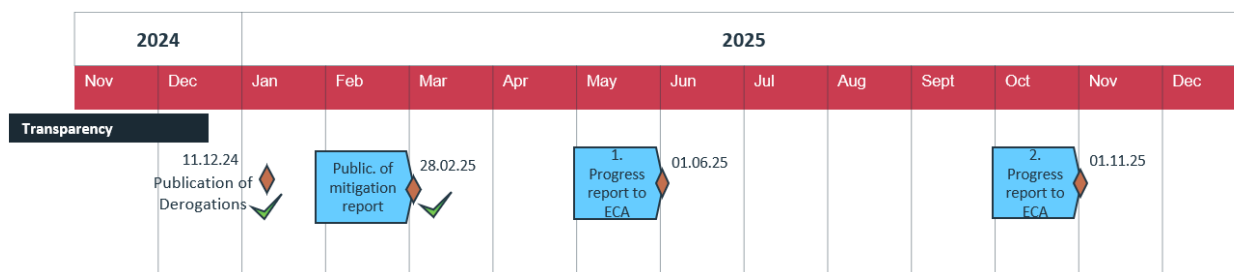 2024
2025
Nov
Dec
Jan
Feb
Mar
Apr
May
Jun
Jul
Aug
Sept
Oct
Nov
Dec
Transparency
11.12.24
Publication of
Derogations
Public. of
mitigation
report
28.02.25
1.
Progress
report to
ECA
01.06.25
2.
Progress
report to
ECA
01.11.25